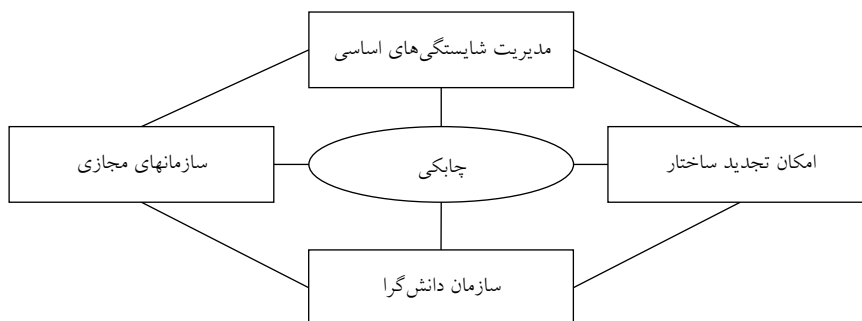 مدیریت شایستگی‌های اساسی
امکان تجدید ساختار
چابکی
سازمانهای مجازی
سازمان دانش‌گرا